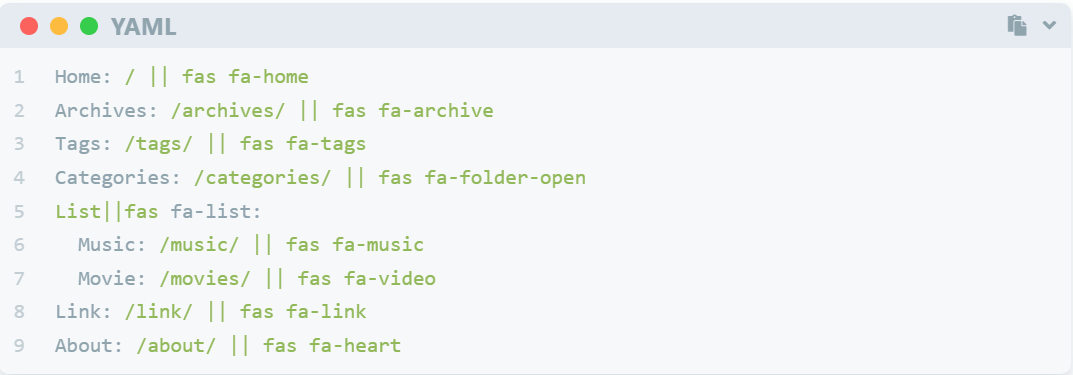 YAML
1 Home: / || fas fa-home
2 Archives: /archives/ || fas fa-archive
3 Tags: /tags/ || fas fa-tags
4 Categories: /categories/ || fas fa-folder-open
5 List||fas fa-list:
6   Music: /music/ || fas fa-music
7   Movie: /movies/ || fas fa-video
8 Link: /link/ || fas fa-link
9 About: /about/ || fas fa-heart